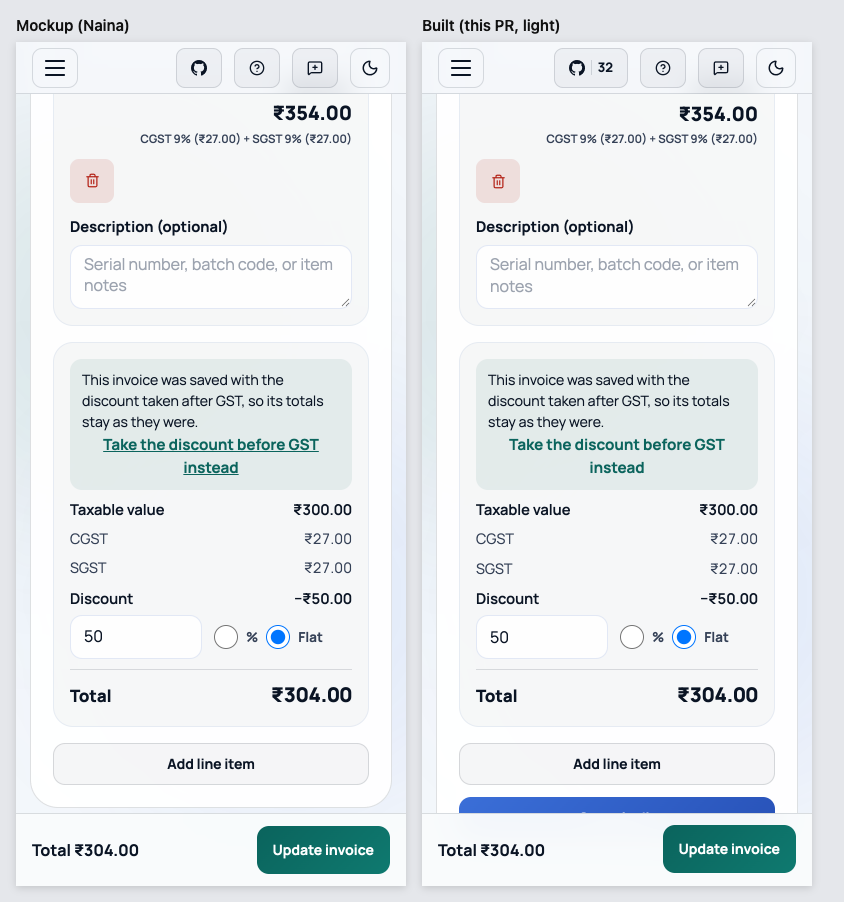 Mockup (Naina)
₹354.00
CGST 9% (₹27.00) + SGST 9% (₹27.00)
Description (optional)
Serial number, batch code, or item
notes
This invoice was saved with the
discount taken after GST, so its totals
stay as they were.
Take the discount before GST
instead
Taxable value ₹300.00
CGST ₹27.00
SGST ₹27.00
Discount −₹50.00
50 % Flat
Total ₹304.00
Add line item
Total ₹304.00 Update invoice
Built (this PR, light)
32
₹354.00
CGST 9% (₹27.00) + SGST 9% (₹27.00)
Description (optional)
Serial number, batch code, or item
notes
This invoice was saved with the
discount taken after GST, so its totals
stay as they were.
Take the discount before GST
instead
Taxable value ₹300.00
CGST ₹27.00
SGST ₹27.00
Discount −₹50.00
50 % Flat
Total ₹304.00
Add line item
Total ₹304.00 Update invoice